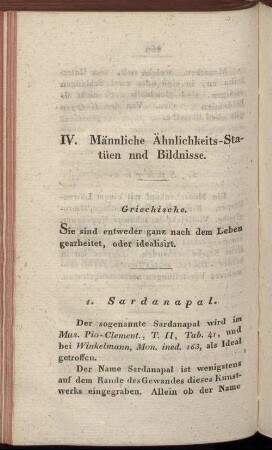 IV. Männliche Ähnlichkeits-Sta-
tüen nnd Bildnisse.
Griechische.
Sie sind entweder ganz nach dem Leben
gearbeitet, oder idealisirt.
1. Sardanapal.
Der sogenannte Sardanapal wird im
Mus. Pio-Clement., T. II, Tab. 41, und
bei Winkelmann, Mon. ined. 163, als Ideal
getroffen.
Der Name Sardanapal ist wenigstens
auf dem Rande des Gewandes dieses Kunst-
werks eingegraben. Allein ob der Name